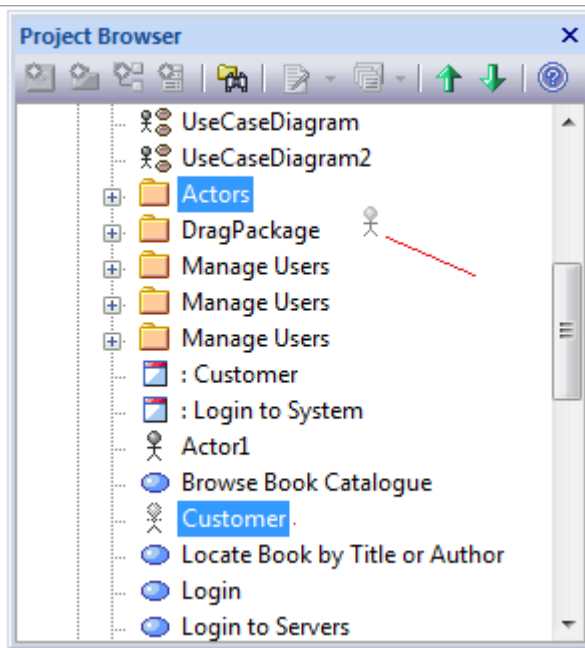 Project Browser
UseCaseDiagram
UseCaseDiagram2
Actors
DragPackage
Manage Users
Manage Users
Manage Users
: Customer
: Login to System
Actor1
Browse Book Catalogue
Customer
Locate Book by Title or Author
Login
Login to Servers